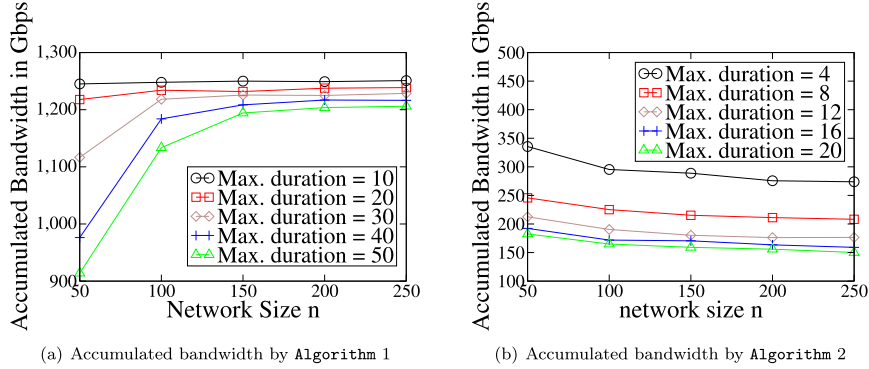 Accumulated Bandwidth in Gbps
1,300
1,200
1,100
1,000
900
50
100
150
200
250
Network Size n
Max. duration = 10
Max. duration = 20
Max. duration = 30
Max. duration = 40
Max. duration = 50
(a) Accumulated bandwidth by Algorithm 1
Accumulated Bandwidth in Gbps
500
450
400
350
300
250
200
150
100
50
100
150
200
250
network size n
Max. duration = 4
Max. duration = 8
Max. duration = 12
Max. duration = 16
Max. duration = 20
(b) Accumulated bandwidth by Algorithm 2